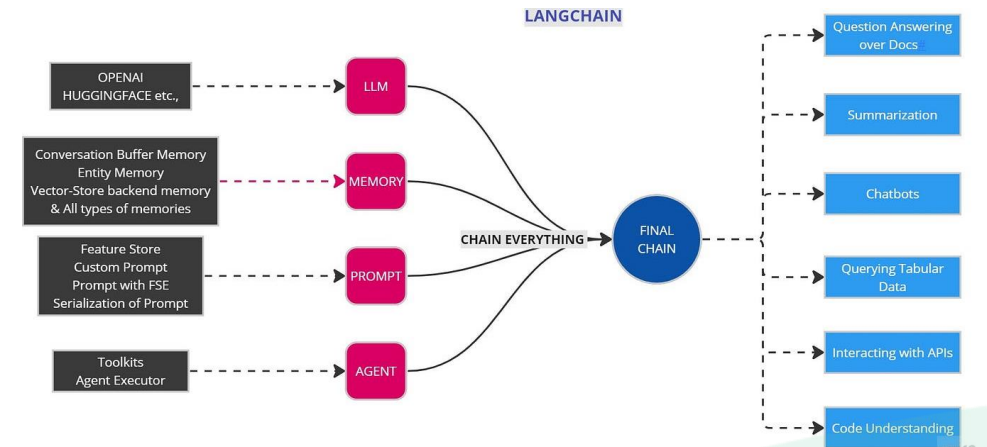 LANGCHAIN
OPENAI
HUGGINGFACE etc.,
LLM
Conversation Buffer Memory
Entity Memory
Vector-Store backend memory
& All types of memories
MEMORY
Feature Store
Custom Prompt
Prompt with FSE
Serialization of Prompt
PROMPT
Toolkits
Agent Executor
AGENT
CHAIN EVERYTHING
FINAL
CHAIN
Question Answering
over Docs
Summarization
Chatbots
Querying Tabular
Data
Interacting with APIs
Code Understanding